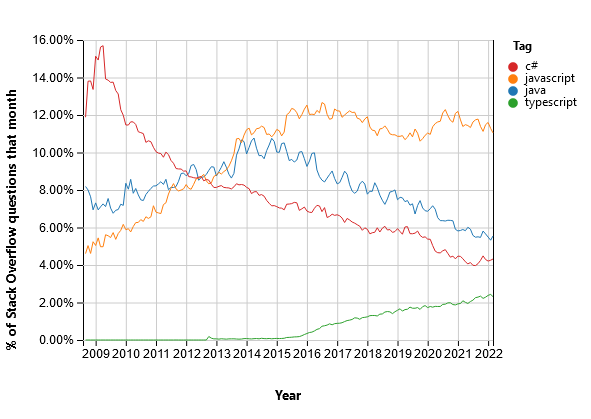 16.00%
14.00%
12.00%
10.00%
8.00%
6.00%
4.00%
2.00%
0.00%
% of Stack Overflow questions that month
2009 2010 2011 2012 2013 2014 2015 2016 2017 2018 2019 2020 2021 2022
Year
Tag
c#
javascript
java
typescript